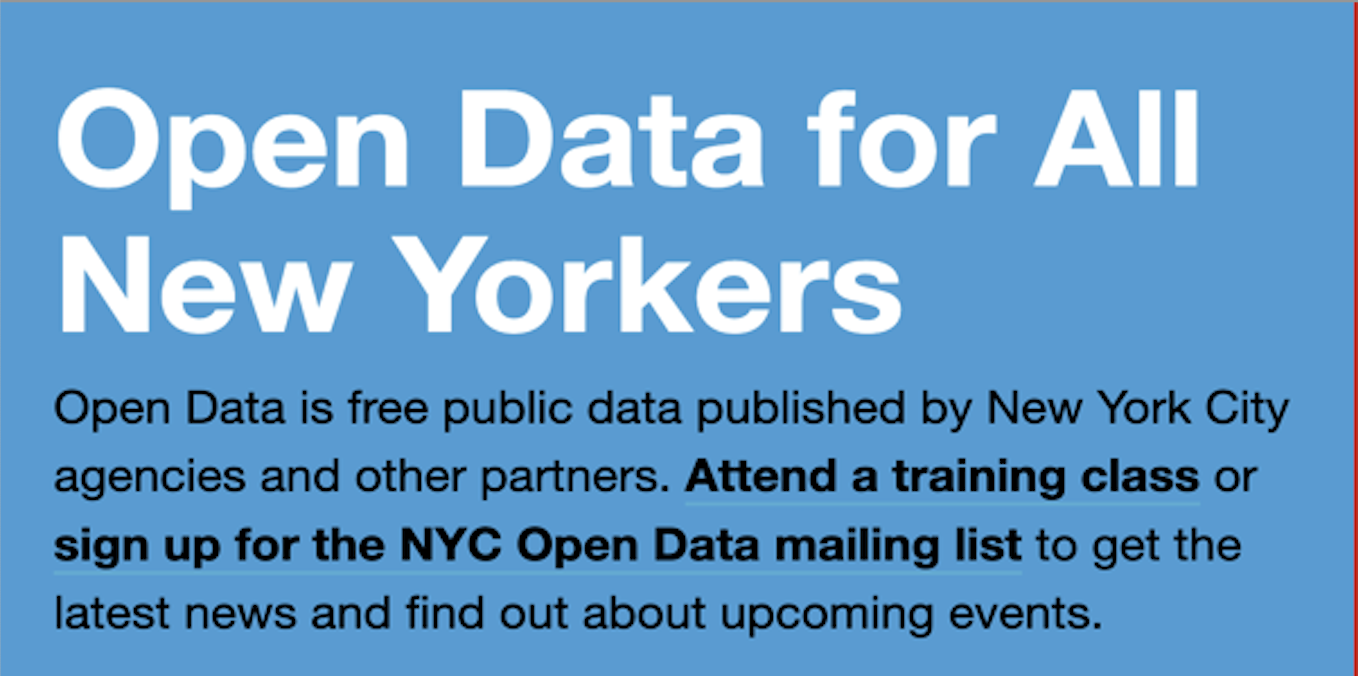 Open Data for All
New Yorkers
Open Data is free public data published by New York City
agencies and other partners. Attend a training class or
sign up for the NYC Open Data mailing list to get the
latest news and find out about upcoming events.